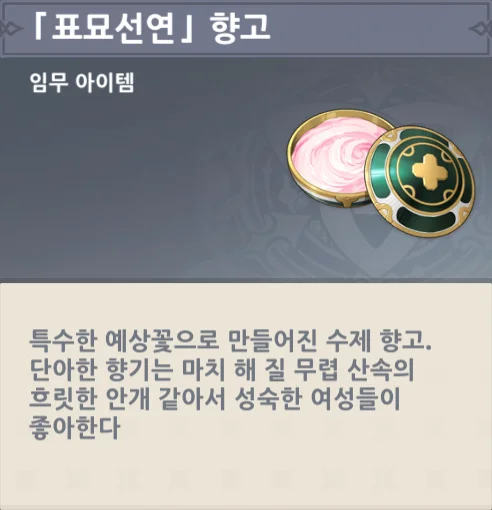 「표묘선연」 향고
임무 아이템
특수한 예상꽃으로 만들어진 수제 향고.
단아한 향기는 마치 해 질 무렵 산속의
흐릿한 안개 같아서 성숙한 여성들이
좋아한다